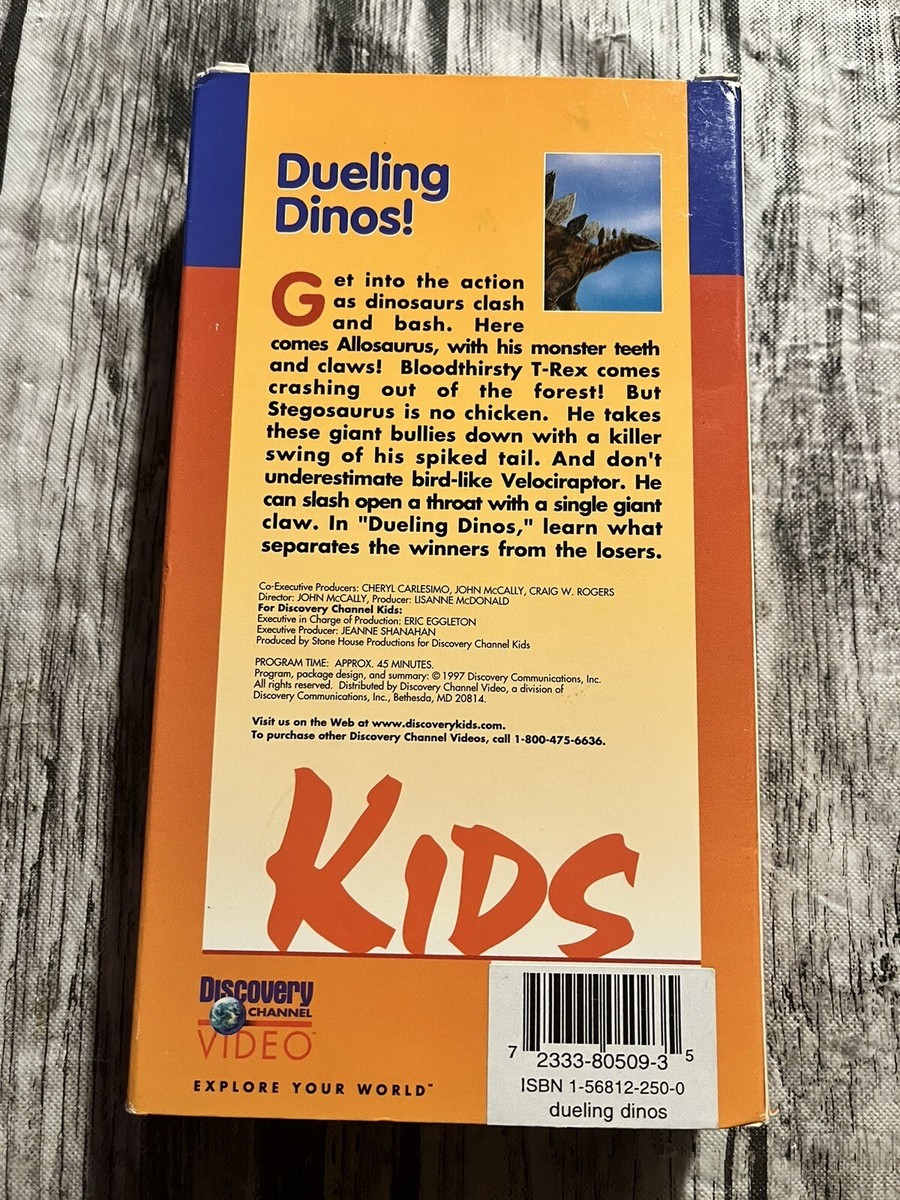 Dueling
Dinos!
Get into the action
as dinosaurs clash
and bash. Here
comes Allosaurus, with his monster teeth
and claws! Bloodthirsty T-Rex comes
crashing out of the forest! But
Stegosaurus is no chicken. He takes
these giant bullies down with a killer
swing of his spiked tail. And don't
underestimate bird-like Velociraptor. He
can slash open a throat with a single giant
claw. In "Dueling Dinos," learn what
separates the winners from the losers.
Co-Executive Producers: CHERYL CARLESIMO, JOHN McCALLY, CRAIG W. ROGERS
Director: JOHN McCALLY, Producer: LISANNE McDONALD
For Discovery Channel Kids:
Executive in Charge of Production: ERIC EGGLETON
Executive Producer: JEANNE SHANAHAN
Produced by Stone House Productions for Discovery Channel Kids
PROGRAM TIME: APPROX. 45 MINUTES.
Program, package design, and summary: © 1997 Discovery Communications, Inc.
All rights reserved. Distributed by Discovery Channel Video, a division of
Discovery Communications, Inc., Bethesda, MD 20814.
Visit us on the Web at www.discoverykids.com.
To purchase other Discovery Channel Videos, call 1-800-475-6636.
KIDS
Discovery
CHANNEL
VIDEO™
EXPLORE YOUR WORLD™
7 2333-80509-3 5
ISBN 1-56812-250-0
dueling dinos